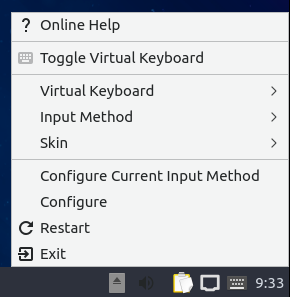 Online Help
Toggle Virtual Keyboard
Virtual Keyboard
Input Method
Skin
Configure Current Input Method
Configure
Restart
Exit
9:33